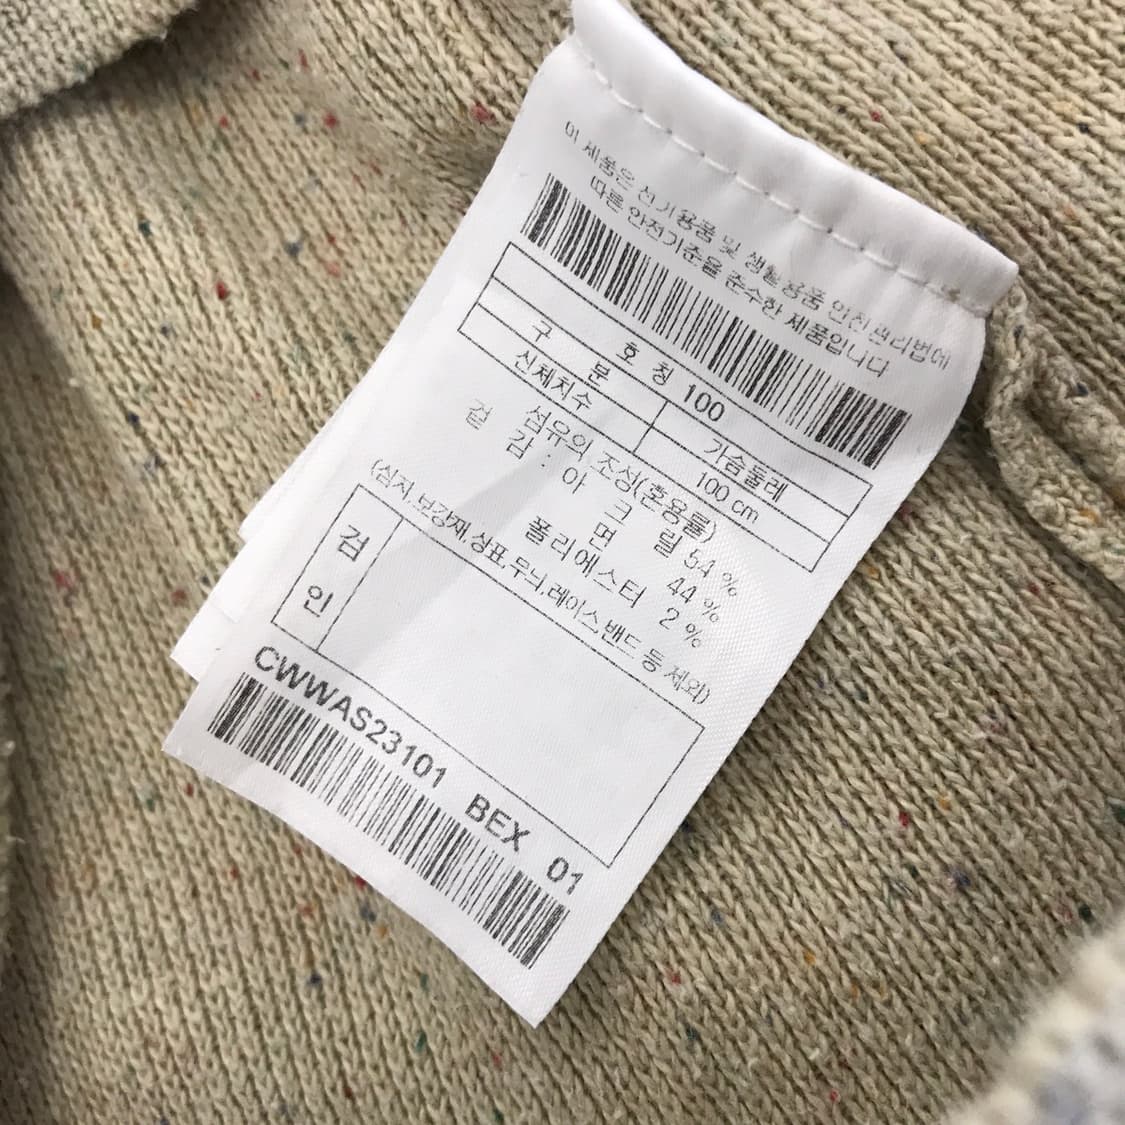 이 제품은 전기용품 및 생활용품 안전관리법에
따른 안전기준을 준수한 제품입니다
호 칭 100
구 분 가슴둘레
신체치수 100 cm
섬유의 조성(혼용률)
겉 감 : 아 크 릴 54 %
면 44 %
폴리에스터 2 %
(심지,보강재,상표,무늬,레이스,밴드 등 제외)
검
인
CWWAS23101 BEX 01